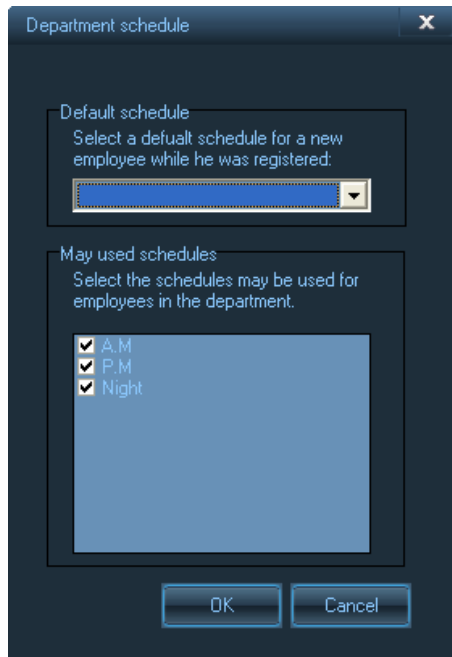 Department schedule
X
Default schedule
Select a defualt schedule for a new
employee while he was registered:
May used schedules
Select the schedules may be used for
employees in the department.
A.M
P.M
Night
OK Cancel